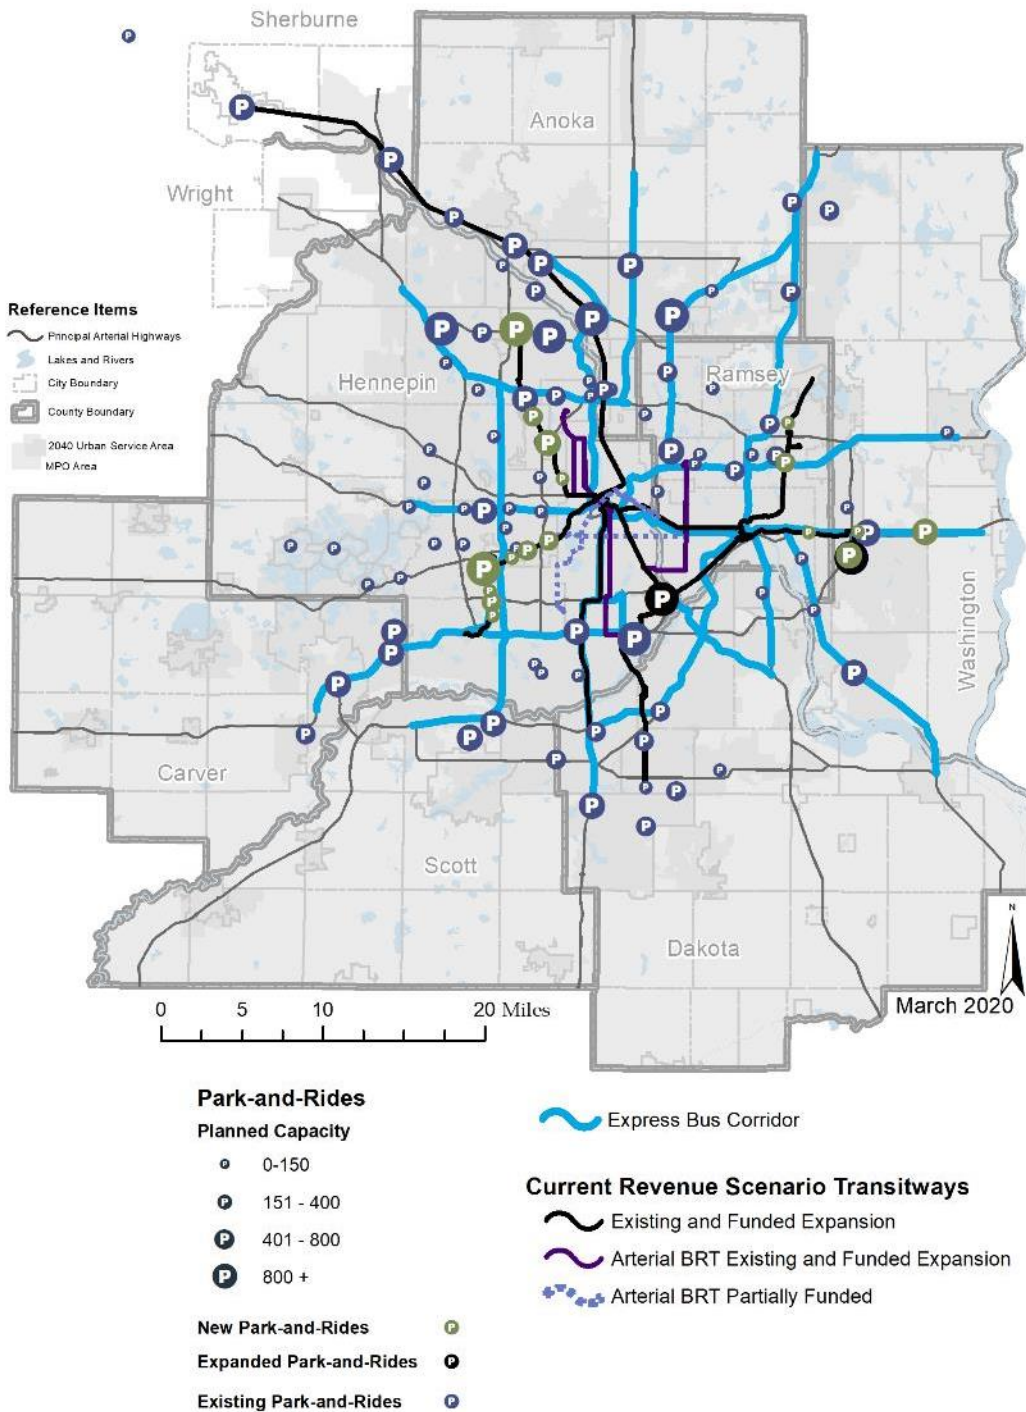 Sherburne
Anoka
Wright
Reference Items
Principal Arterial Highways
Lakes and Rivers
City Boundary
County Boundary
2040 Urban Service Area
MPO Area
Hennepin
Ramsey
Washington
Carver
Scott
Dakota
N
March 2020
0 5 10 20 Miles
Park-and-Rides
Planned Capacity
P 0-150
P 151 - 400
P 401 - 800
P 800 +
New Park-and-Rides P
Expanded Park-and-Rides P
Existing Park-and-Rides P
Express Bus Corridor
Current Revenue Scenario Transitways
Existing and Funded Expansion
Arterial BRT Existing and Funded Expansion
Arterial BRT Partially Funded